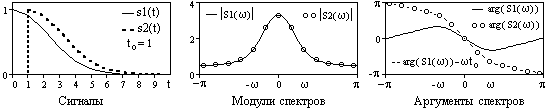 1
s1(t)
s2(t)
t₀ = 1
0
0 1 2 3 4 5 6 7 8 9 t
Сигналы
4
2
0
|S1(ω)|
|S2(ω)|
-π 0 ω π
Модули спектров
π
0
-π
arg(S1(ω))
arg(S2(ω))
arg(S1(ω))-ωt₀
-π 0 ω π
Аргументы спектров